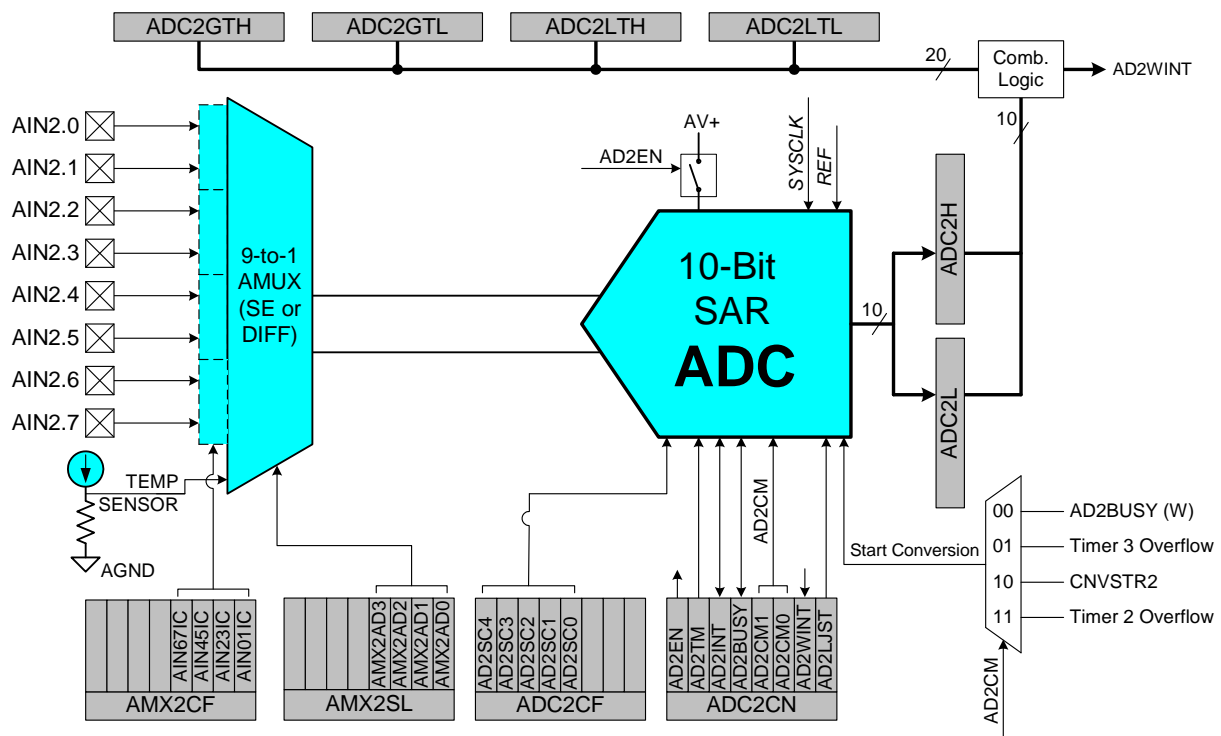 ADC2GTH
ADC2GTL
ADC2LTH
ADC2LTL
20
Comb.
Logic
AD2WINT
10
AIN2.0
AIN2.1
AIN2.2
AIN2.3
AIN2.4
AIN2.5
AIN2.6
AIN2.7
9-to-1
AMUX
(SE or
DIFF)
AV+
AD2EN
SYSCLK
REF
10-Bit
SAR
ADC
10
ADC2H
ADC2L
TEMP
SENSOR
AGND
AD2CM
Start Conversion
00
AD2BUSY (W)
01
Timer 3 Overflow
10
CNVSTR2
11
Timer 2 Overflow
AD2CM
AIN67IC
AIN45IC
AIN23IC
AIN01IC
AMX2CF
AMX2AD3
AMX2AD2
AMX2AD1
AMX2AD0
AMX2SL
AD2SC4
AD2SC3
AD2SC2
AD2SC1
AD2SC0
ADC2CF
AD2EN
AD2TM
AD2INT
AD2BUSY
AD2CM1
AD2CM0
AD2WINT
AD2LJST
ADC2CN